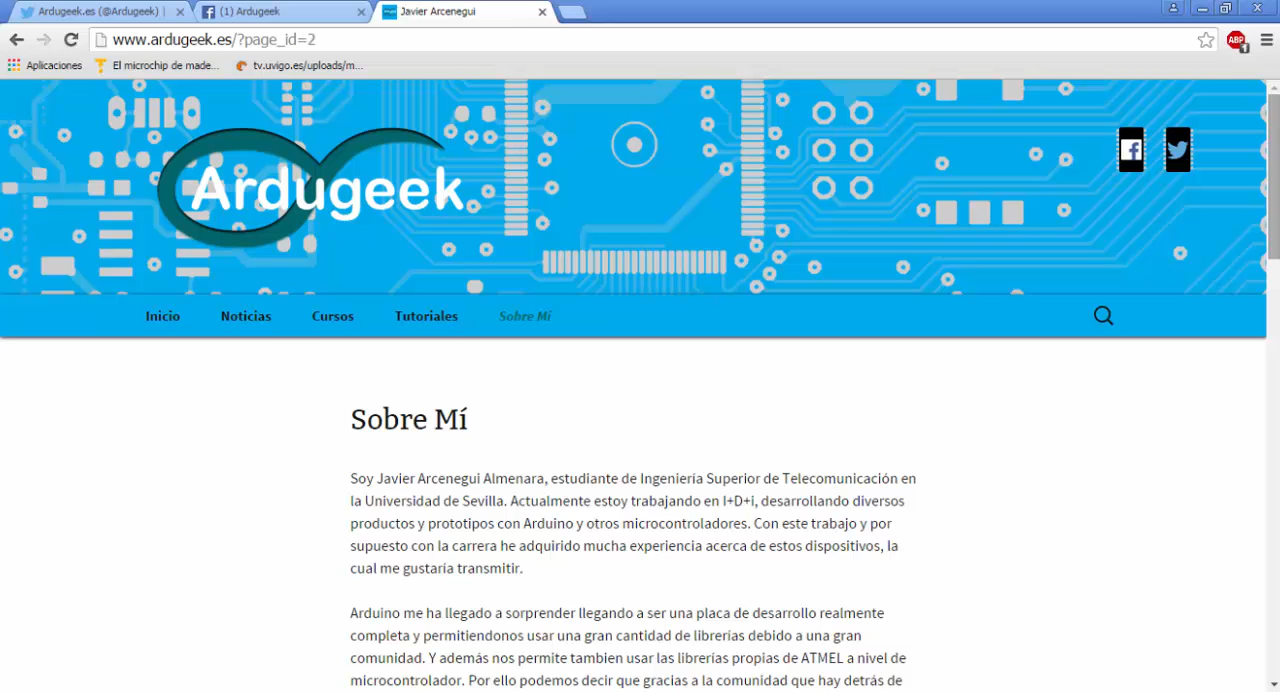 Ardugeek.es (@Ardugeek) |
(1) Ardugeek
Javier Arcenegui
www.ardugeek.es/?page_id=2
ABP
1
Aplicaciones
El microchip de made...
tv.uvigo.es/uploads/m...
Ardugeek
Inicio
Noticias
Cursos
Tutoriales
Sobre Mí
Sobre Mí
Soy Javier Arcenegui Almenara, estudiante de Ingeniería Superior de Telecomunicación en
la Universidad de Sevilla. Actualmente estoy trabajando en I+D+i, desarrollando diversos
productos y prototipos con Arduino y otros microcontroladores. Con este trabajo y por
supuesto con la carrera he adquirido mucha experiencia acerca de estos dispositivos, la
cual me gustaría transmitir.
Arduino me ha llegado a sorprender llegando a ser una placa de desarrollo realmente
completa y permitiendonos usar una gran cantidad de librerías debido a una gran
comunidad. Y además nos permite tambien usar las librerías propias de ATMEL a nivel de
microcontrolador. Por ello podemos decir que gracias a la comunidad que hay detrás de